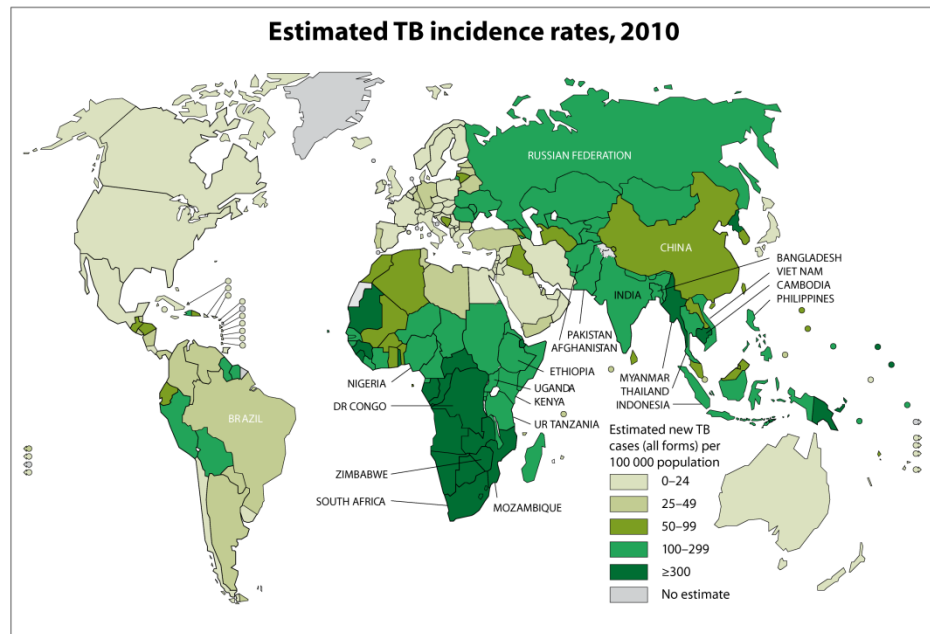 Estimated TB incidence rates, 2010
RUSSIAN FEDERATION
CHINA
BANGLADESH
VIET NAM
CAMBODIA
PHILIPPINES
INDIA
PAKISTAN
AFGHANISTAN
ETHIOPIA
NIGERIA
UGANDA
KENYA
MYANMAR
THAILAND
INDONESIA
BRAZIL
DR CONGO
UR TANZANIA
ZIMBABWE
SOUTH AFRICA
MOZAMBIQUE
Estimated new TB
cases (all forms) per
100 000 population
0–24
25–49
50–99
100–299
≥300
No estimate